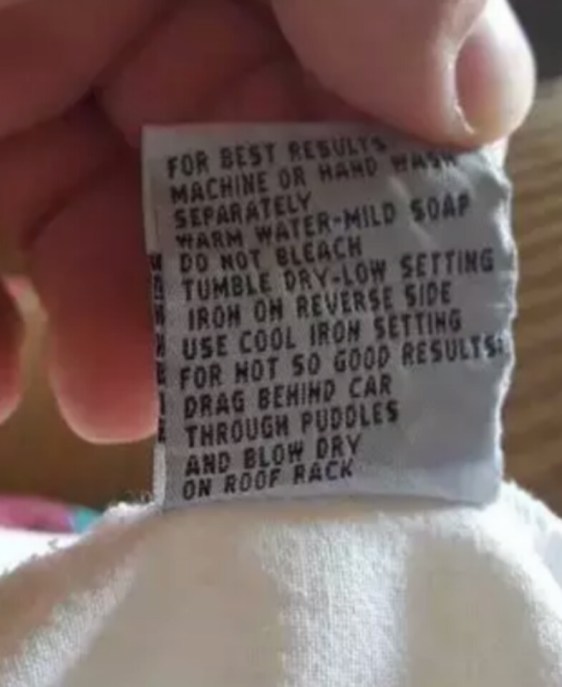 FOR BEST RESULTS
MACHINE OR HAND WASH
SEPARATELY
WARM WATER-MILD SOAP
DO NOT BLEACH
TUMBLE DRY-LOW SETTING
IRON ON REVERSE SIDE
USE COOL IRON SETTING
FOR NOT SO GOOD RESULTS:
DRAG BEHIND CAR
THROUGH PUDDLES
AND BLOW DRY
ON ROOF RACK